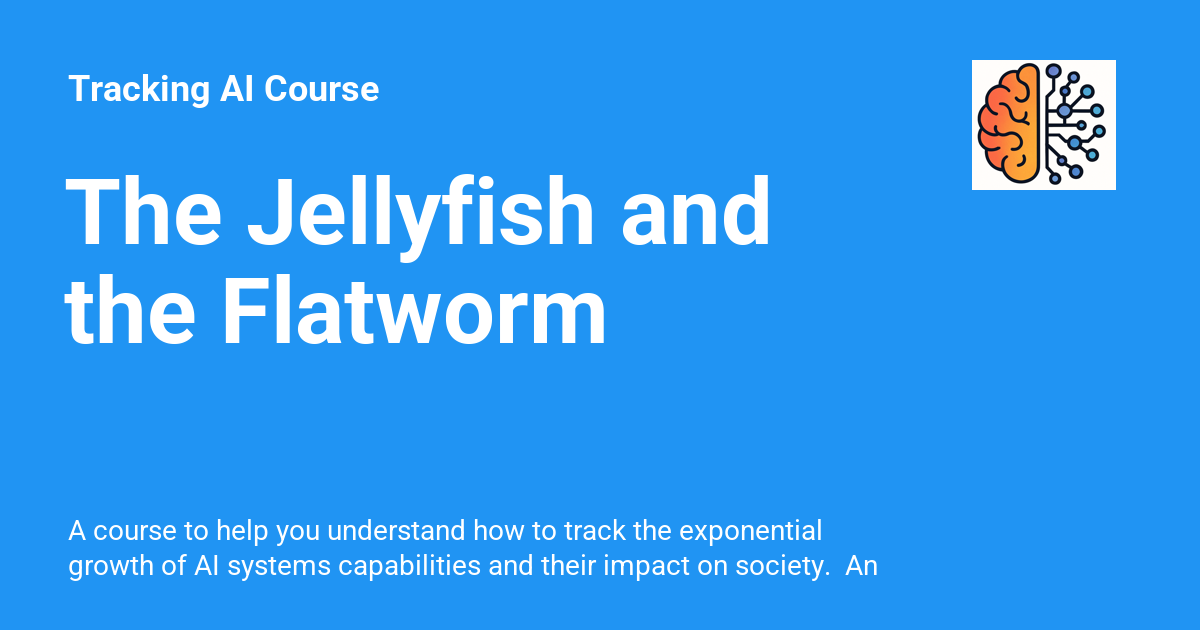 Tracking AI Course
The Jellyfish and
the Flatworm
A course to help you understand how to track the exponential
growth of AI systems capabilities and their impact on society.  An